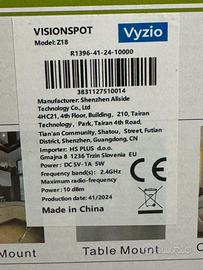 VISIONSPOT
Model: Z18
Vyzio
R1396-41-24-10000
3831127510014
Manufacturer: Shenzhen Aliside
Technology Co., Ltd.
4HC21, 4th Floor, Building, 210, Tairan
Technology, Park, Tairan 4th Road,
Tian'an Community, Shatou, Street, Futian
District, Shenzhen, Guangdong, CN
Importer: HS PLUS d.o.o.
Gmajna 8 1236 Trzin Slovenia EU
Power: DC 5V⎓1A 5W
Frequency band(s): 2.4GHz
Maximum radio-frequency
Power: 10 dBm
Production date: 41/2024
Made in China
CE
Mount
Table Mount
Ce